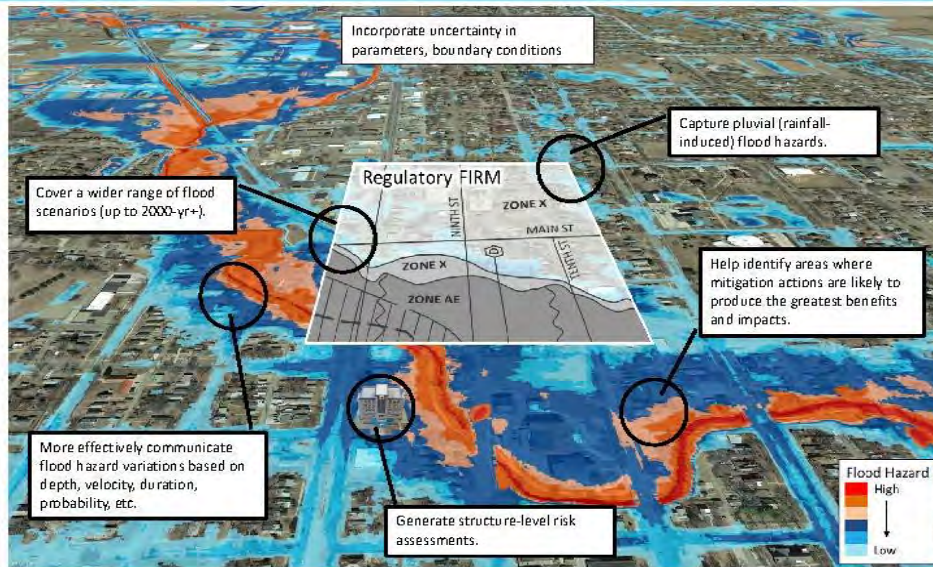 Incorporate uncertainty in
parameters, boundary conditions
Capture pluvial (rainfall-
induced) flood hazards.
Cover a wider range of flood
scenarios (up to 2000-yr+).
Regulatory FIRM
ZONE X
NINTH ST
MAIN ST
TENTH ST
ZONE X
ZONE AE
Help identify areas where
mitigation actions are likely to
produce the greatest benefits
and impacts.
More effectively communicate
flood hazard variations based on
depth, velocity, duration,
probability, etc.
Generate structure-level risk
assessments.
Flood Hazard
High
Low